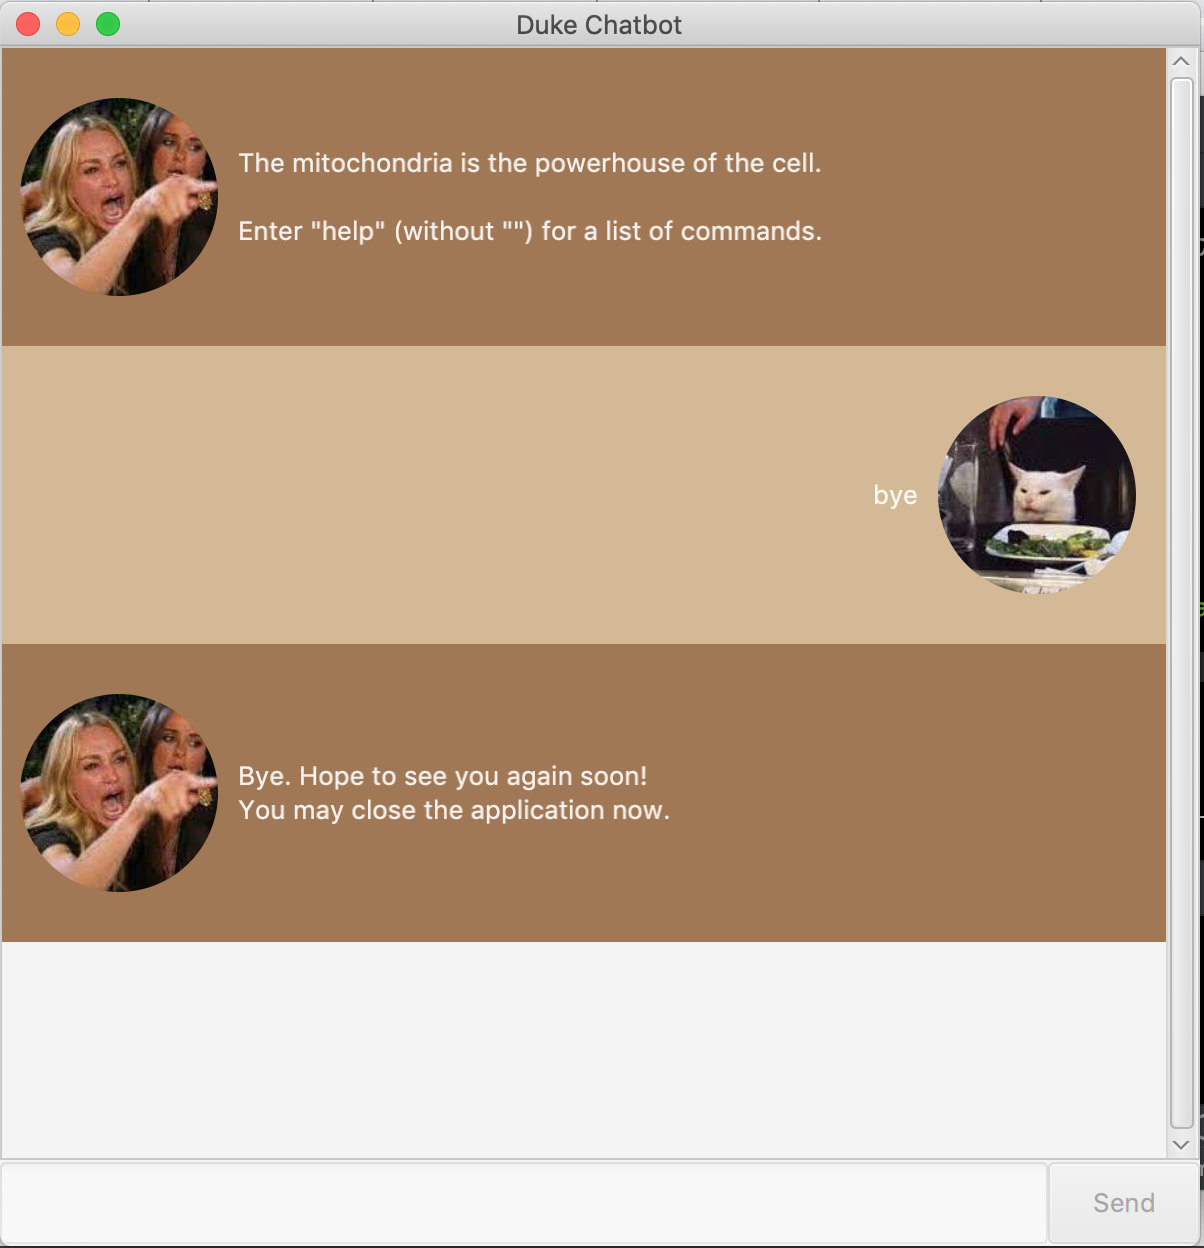 Duke Chatbot
The mitochondria is the powerhouse of the cell.
Enter "help" (without "") for a list of commands.
bye
Bye. Hope to see you again soon!
You may close the application now.
Send